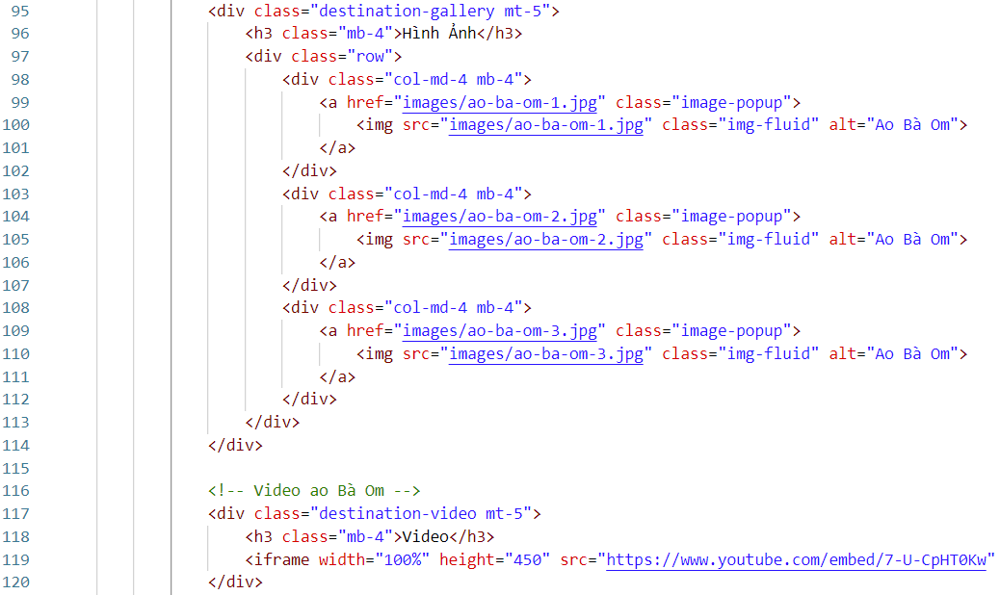 95 <div class="destination-gallery mt-5">
96 <h3 class="mb-4">Hình Ảnh</h3>
97 <div class="row">
98 <div class="col-md-4 mb-4">
99 <a href="images/ao-ba-om-1.jpg" class="image-popup">
100 <img src="images/ao-ba-om-1.jpg" class="img-fluid" alt="Ao Bà Om">
101 </a>
102 </div>
103 <div class="col-md-4 mb-4">
104 <a href="images/ao-ba-om-2.jpg" class="image-popup">
105 <img src="images/ao-ba-om-2.jpg" class="img-fluid" alt="Ao Bà Om">
106 </a>
107 </div>
108 <div class="col-md-4 mb-4">
109 <a href="images/ao-ba-om-3.jpg" class="image-popup">
110 <img src="images/ao-ba-om-3.jpg" class="img-fluid" alt="Ao Bà Om">
111 </a>
112 </div>
113 </div>
114 </div>
115
116 <!-- Video ao Bà Om -->
117 <div class="destination-video mt-5">
118 <h3 class="mb-4">Video</h3>
119 <iframe width="100%" height="450" src="https://www.youtube.com/embed/7-U-CpHT0Kw"
120 </div>